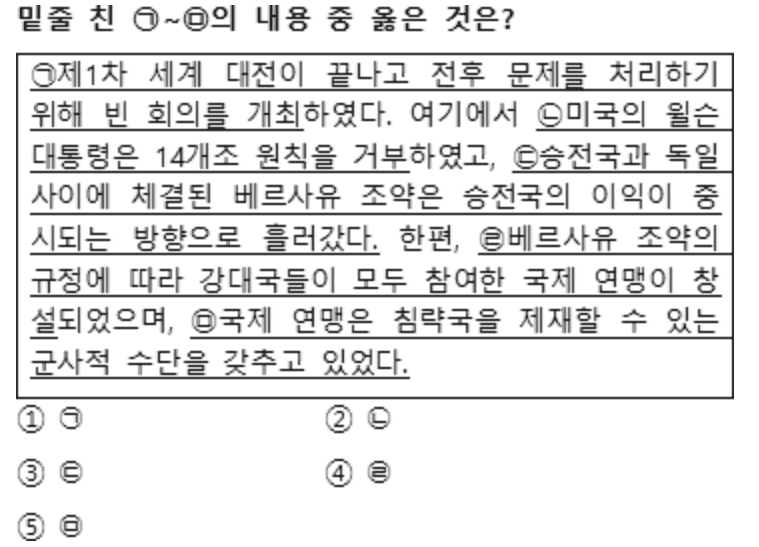 밑줄 친 ㉠~㉤의 내용 중 옳은 것은?
㉠제1차 세계 대전이 끝나고 전후 문제를 처리하기
위해 빈 회의를 개최하였다. 여기에서 ㉡미국의 윌슨
대통령은 14개조 원칙을 거부하였고, ㉢승전국과 독일
사이에 체결된 베르사유 조약은 승전국의 이익이 중
시되는 방향으로 흘러갔다. 한편, ㉣베르사유 조약의
규정에 따라 강대국들이 모두 참여한 국제 연맹이 창
설되었으며, ㉤국제 연맹은 침략국을 제재할 수 있는
군사적 수단을 갖추고 있었다.
① ㉠ ② ㉡
③ ㉢ ④ ㉣
⑤ ㉤